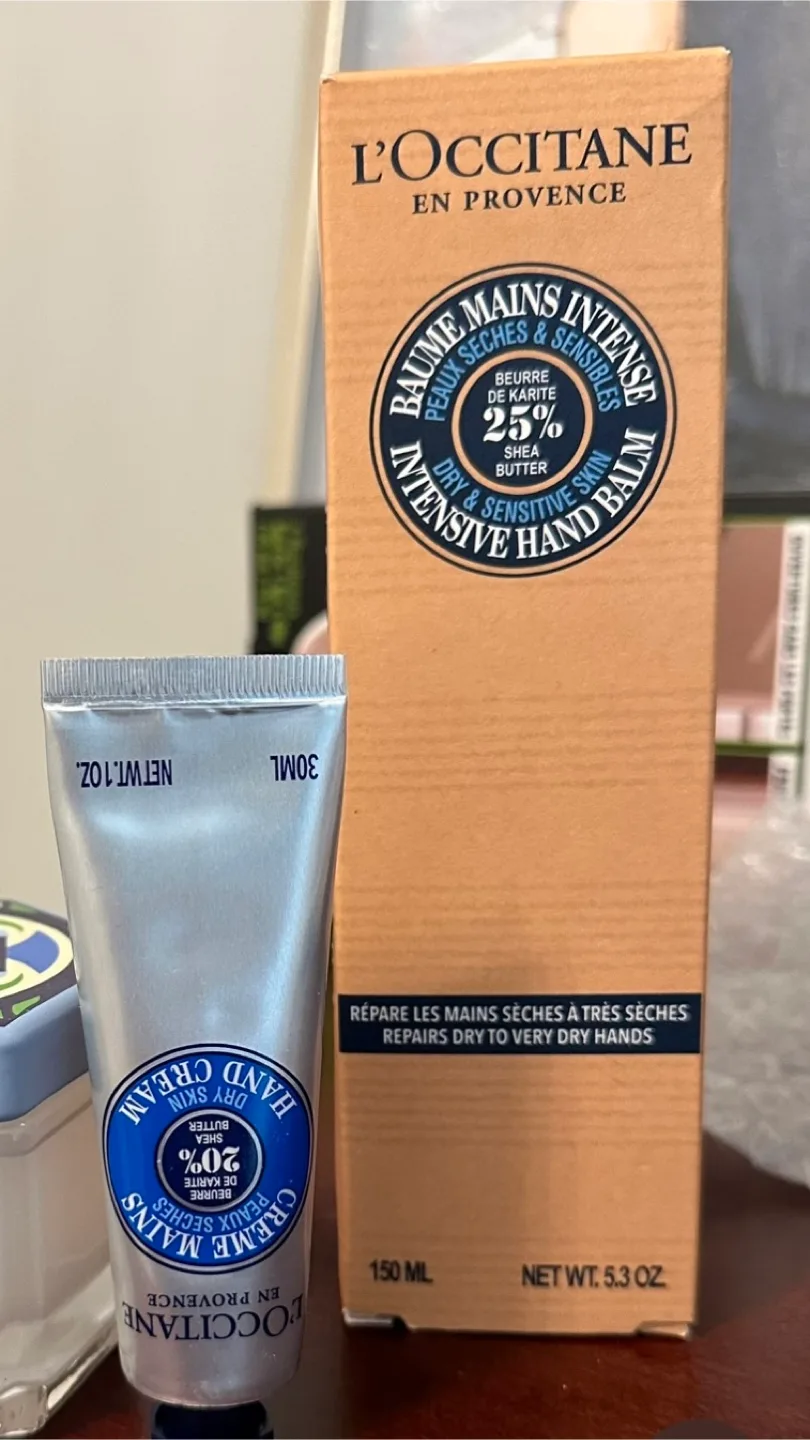 L'OCCITANE
EN PROVENCE
BAUME MAINS INTENSE
PEAUX SÈCHES & SENSIBLES
BEURRE
DE KARITE
25%
SHEA
BUTTER
DRY & SENSITIVE SKIN
INTENSIVE HAND BALM
RÉPARE LES MAINS SÈCHES À TRÈS SÈCHES
REPAIRS DRY TO VERY DRY HANDS
150 ML NET WT. 5.3 OZ.
L'OCCITANE
EN PROVENCE
CREME MAINS
PEAUX SECHES
BEURRE
DE KARITE
20%
SHEA
BUTTER
DRY SKIN
HAND CREAM
30ML NET WT. 1 OZ.